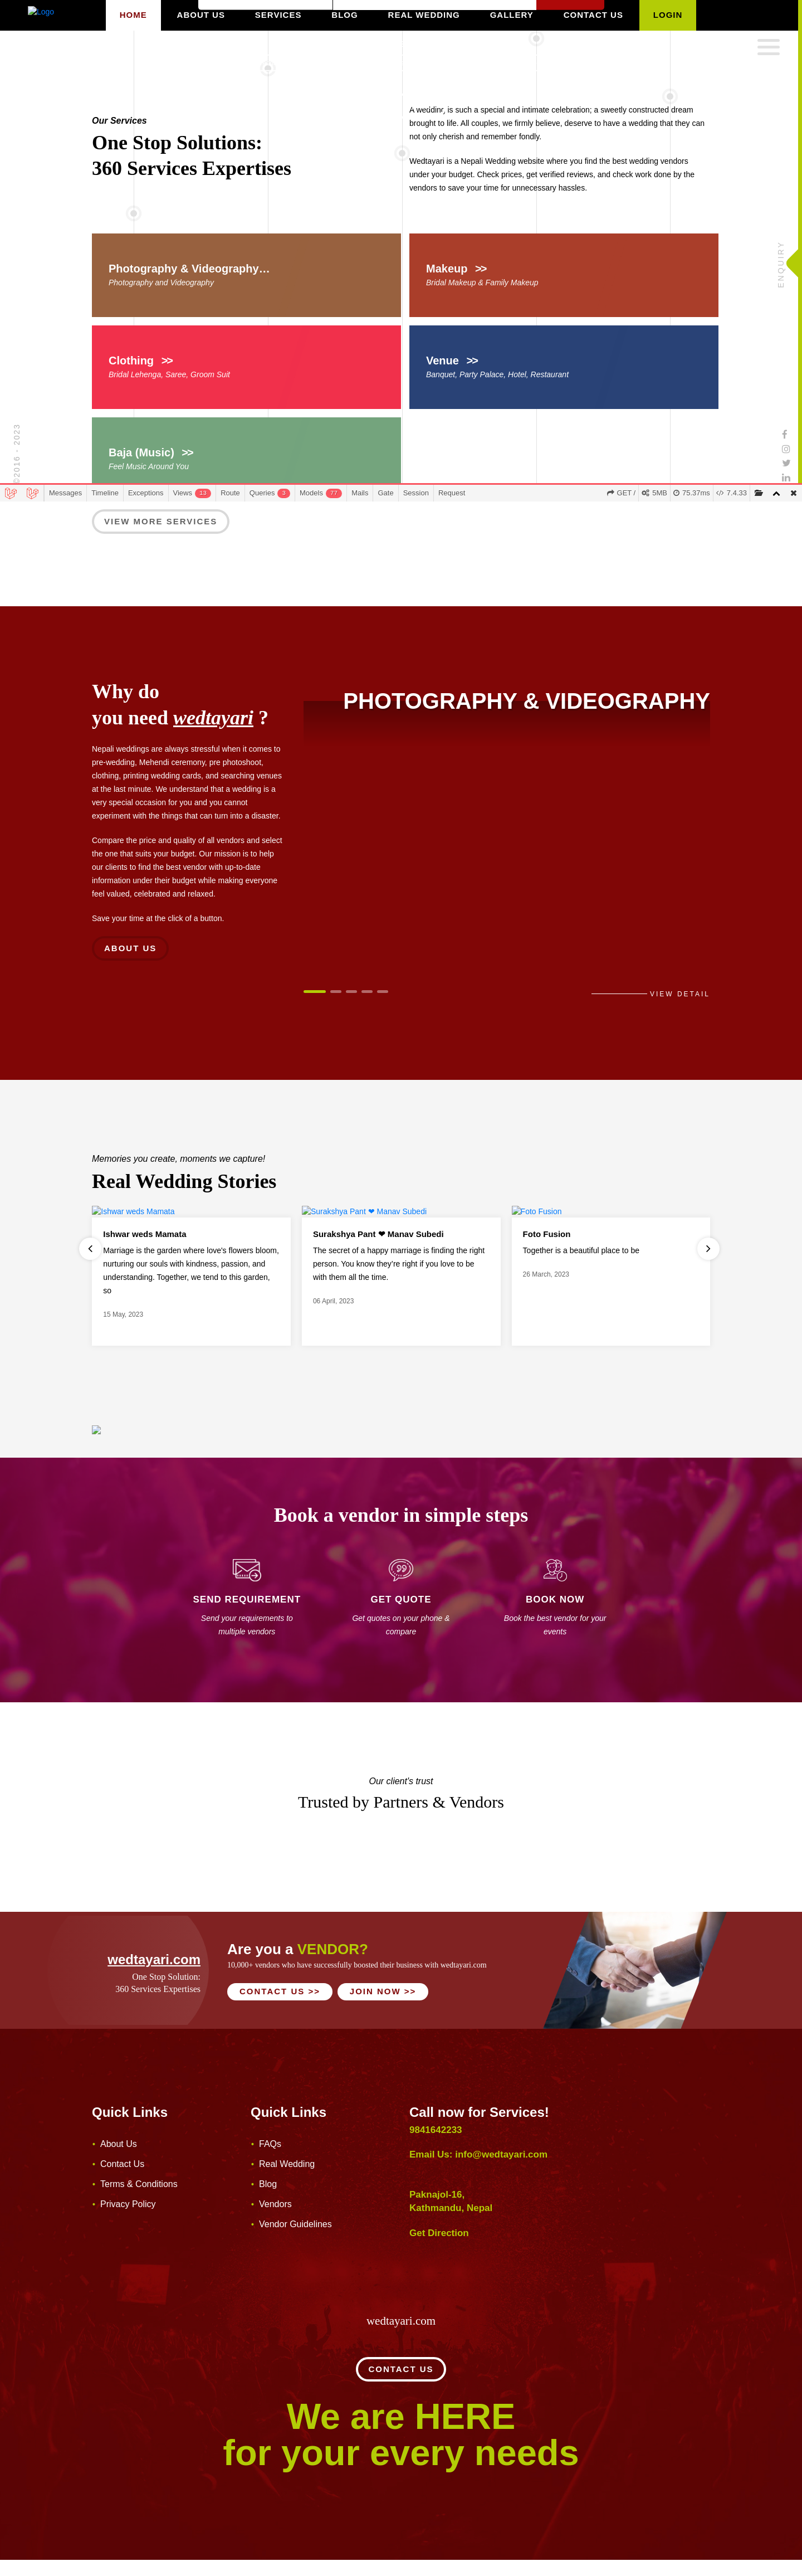 Logo
HOME
ABOUT US
SERVICES
BLOG
REAL WEDDING
GALLERY
CONTACT US
LOGIN
Our Services
One Stop Solutions:
360 Services Expertises
A wedding, is such a special and intimate celebration; a sweetly constructed dream
brought to life. All couples, we firmly believe, deserve to have a wedding that they can
not only cherish and remember fondly.
Wedtayari is a Nepali Wedding website where you find the best wedding vendors
under your budget. Check prices, get verified reviews, and check work done by the
vendors to save your time for unnecessary hassles.
ENQUIRY
Photography & Videography…
Photography and Videography
Makeup >>
Bridal Makeup & Family Makeup
Clothing >>
Bridal Lehenga, Saree, Groom Suit
Venue >>
Banquet, Party Palace, Hotel, Restaurant
Baja (Music) >>
Feel Music Around You
©2016 - 2023
Messages
Timeline
Exceptions
Views 13
Route
Queries 3
Models 77
Mails
Gate
Session
Request
GET /
5MB
75.37ms
7.4.33
VIEW MORE SERVICES
Why do
you need wedtayari ?
Nepali weddings are always stressful when it comes to
pre-wedding, Mehendi ceremony, pre photoshoot,
clothing, printing wedding cards, and searching venues
at the last minute. We understand that a wedding is a
very special occasion for you and you cannot
experiment with the things that can turn into a disaster.
Compare the price and quality of all vendors and select
the one that suits your budget. Our mission is to help
our clients to find the best vendor with up-to-date
information under their budget while making everyone
feel valued, celebrated and relaxed.
Save your time at the click of a button.
ABOUT US
PHOTOGRAPHY & VIDEOGRAPHY
VIEW DETAIL
Memories you create, moments we capture!
Real Wedding Stories
Ishwar weds Mamata
Surakshya Pant ❤ Manav Subedi
Foto Fusion
Ishwar weds Mamata
Marriage is the garden where love's flowers bloom,
nurturing our souls with kindness, passion, and
understanding. Together, we tend to this garden,
so
15 May, 2023
Surakshya Pant ❤ Manav Subedi
The secret of a happy marriage is finding the right
person. You know they're right if you love to be
with them all the time.
06 April, 2023
Foto Fusion
Together is a beautiful place to be
26 March, 2023
Book a vendor in simple steps
SEND REQUIREMENT
Send your requirements to
multiple vendors
GET QUOTE
Get quotes on your phone &
compare
BOOK NOW
Book the best vendor for your
events
Our client's trust
Trusted by Partners & Vendors
wedtayari.com
One Stop Solution:
360 Services Expertises
Are you a VENDOR?
10,000+ vendors who have successfully boosted their business with wedtayari.com
CONTACT US >>
JOIN NOW >>
Quick Links
About Us
Contact Us
Terms & Conditions
Privacy Policy
Quick Links
FAQs
Real Wedding
Blog
Vendors
Vendor Guidelines
Call now for Services!
9841642233
Email Us: info@wedtayari.com
Paknajol-16,
Kathmandu, Nepal
Get Direction
wedtayari.com
CONTACT US
We are HERE
for your every needs